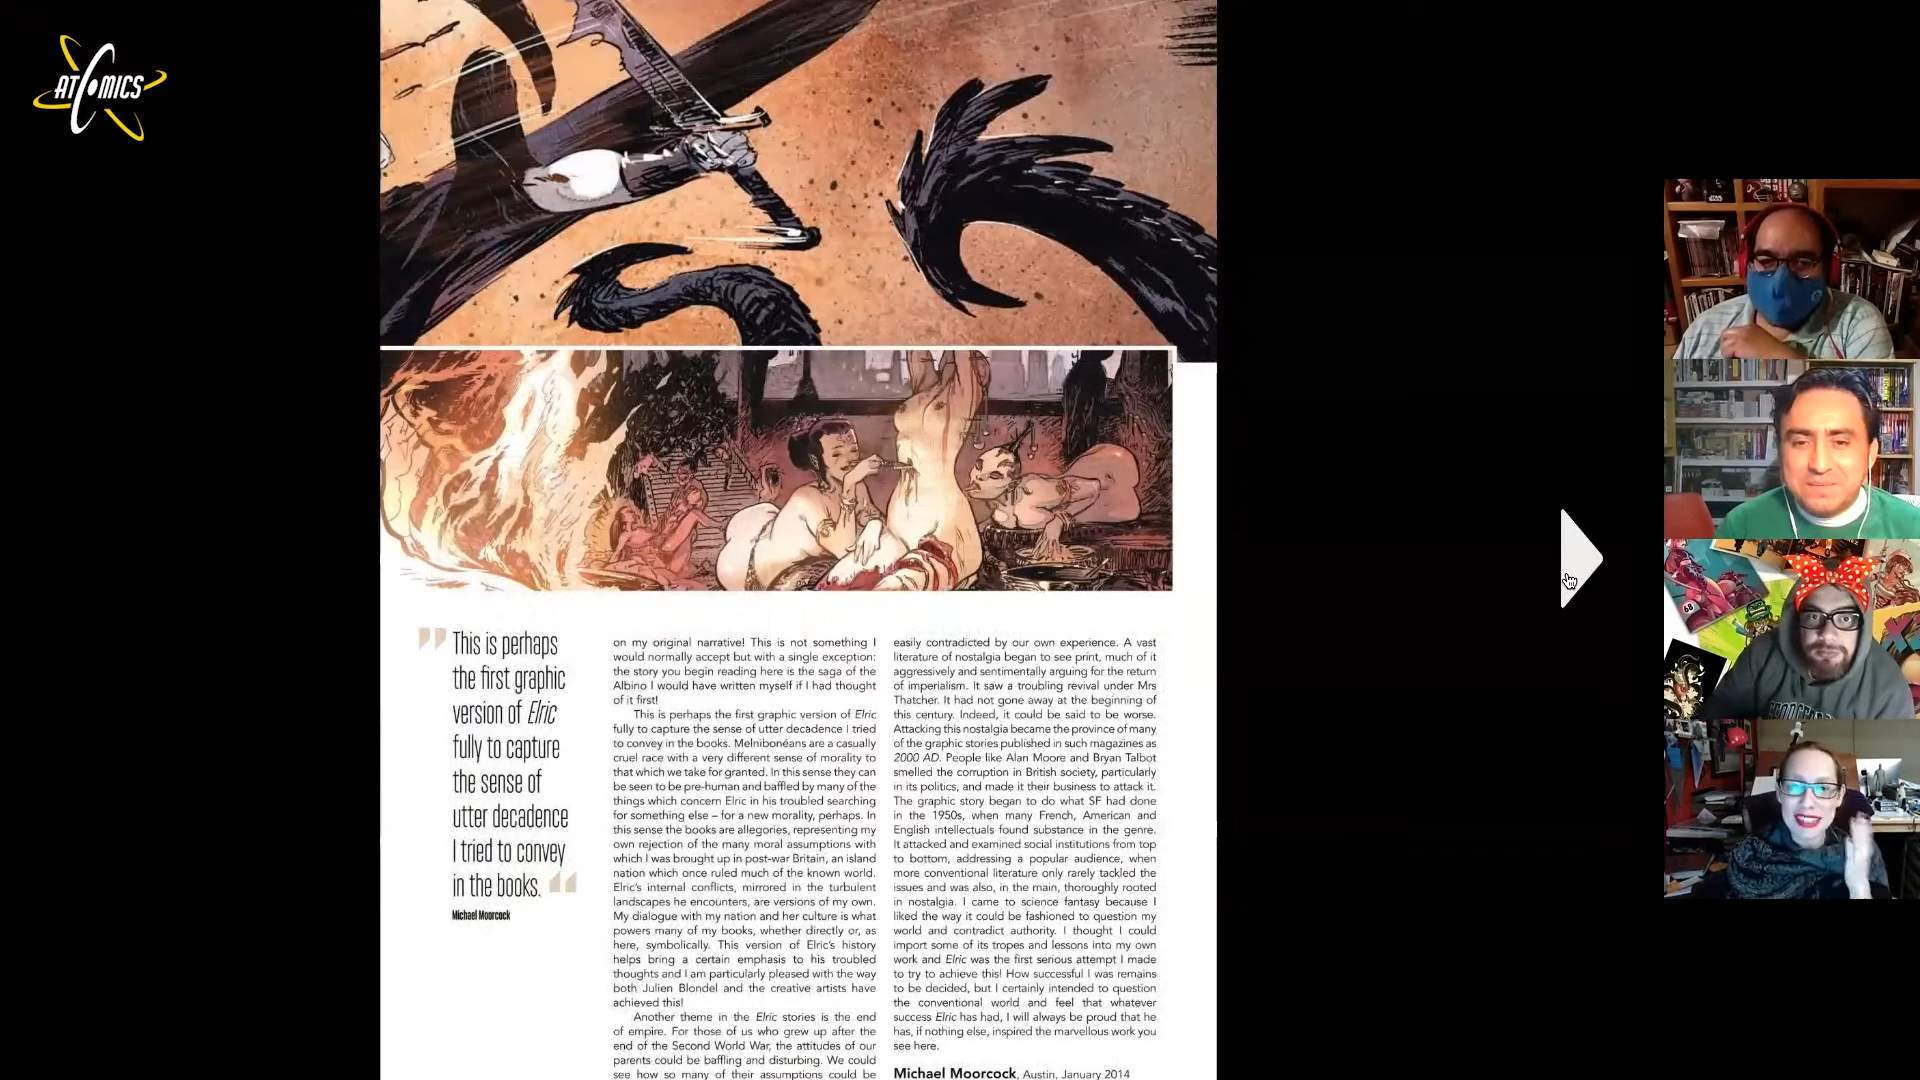 ATCOMICS
This is perhaps
the first graphic
version of Elric
fully to capture
the sense of
utter decadence
I tried to convey
in the books.
Michael Moorcock
on my original narrative! This is not something I
would normally accept but with a single exception:
the story you begin reading here is the saga of the
Albino I would have written myself if I had thought
of it first!
This is perhaps the first graphic version of Elric
fully to capture the sense of utter decadence I tried
to convey in the books. Melnibonéans are a casually
cruel race with a very different sense of morality to
that which we take for granted. In this sense they can
be seen to be pre-human and baffled by many of the
things which concern Elric in his troubled searching
for something else – for a new morality, perhaps. In
this sense the books are allegories, representing my
own rejection of the many moral assumptions with
which I was brought up in post-war Britain, an island
nation which once ruled much of the known world.
Elric's internal conflicts, mirrored in the turbulent
landscapes he encounters, are versions of my own.
My dialogue with my nation and her culture is what
powers many of my books, whether directly or, as
here, symbolically. This version of Elric's history
helps bring a certain emphasis to his troubled
thoughts and I am particularly pleased with the way
both Julien Blondel and the creative artists have
achieved this!
Another theme in the Elric stories is the end
of empire. For those of us who grew up after the
end of the Second World War, the attitudes of our
parents could be baffling and disturbing. We could
see how so many of their assumptions could be
easily contradicted by our own experience. A vast
literature of nostalgia began to see print, much of it
aggressively and sentimentally arguing for the return
of imperialism. It saw a troubling revival under Mrs
Thatcher. It had not gone away at the beginning of
this century. Indeed, it could be said to be worse.
Attacking this nostalgia became the province of many
of the graphic stories published in such magazines as
2000 AD. People like Alan Moore and Bryan Talbot
smelled the corruption in British society, particularly
in its politics, and made it their business to attack it.
The graphic story began to do what SF had done
in the 1950s, when many French, American and
English intellectuals found substance in the genre.
It attacked and examined social institutions from top
to bottom, addressing a popular audience, when
more conventional literature only rarely tackled the
issues and was also, in the main, thoroughly rooted
in nostalgia. I came to science fantasy because I
liked the way it could be fashioned to question my
world and contradict authority. I thought I could
import some of its tropes and lessons into my own
work and Elric was the first serious attempt I made
to try to achieve this! How successful I was remains
to be decided, but I certainly intended to question
the conventional world and feel that whatever
success Elric has had, I will always be proud that he
has, if nothing else, inspired the marvellous work you
see here.
Michael Moorcock, Austin, January 2014
68